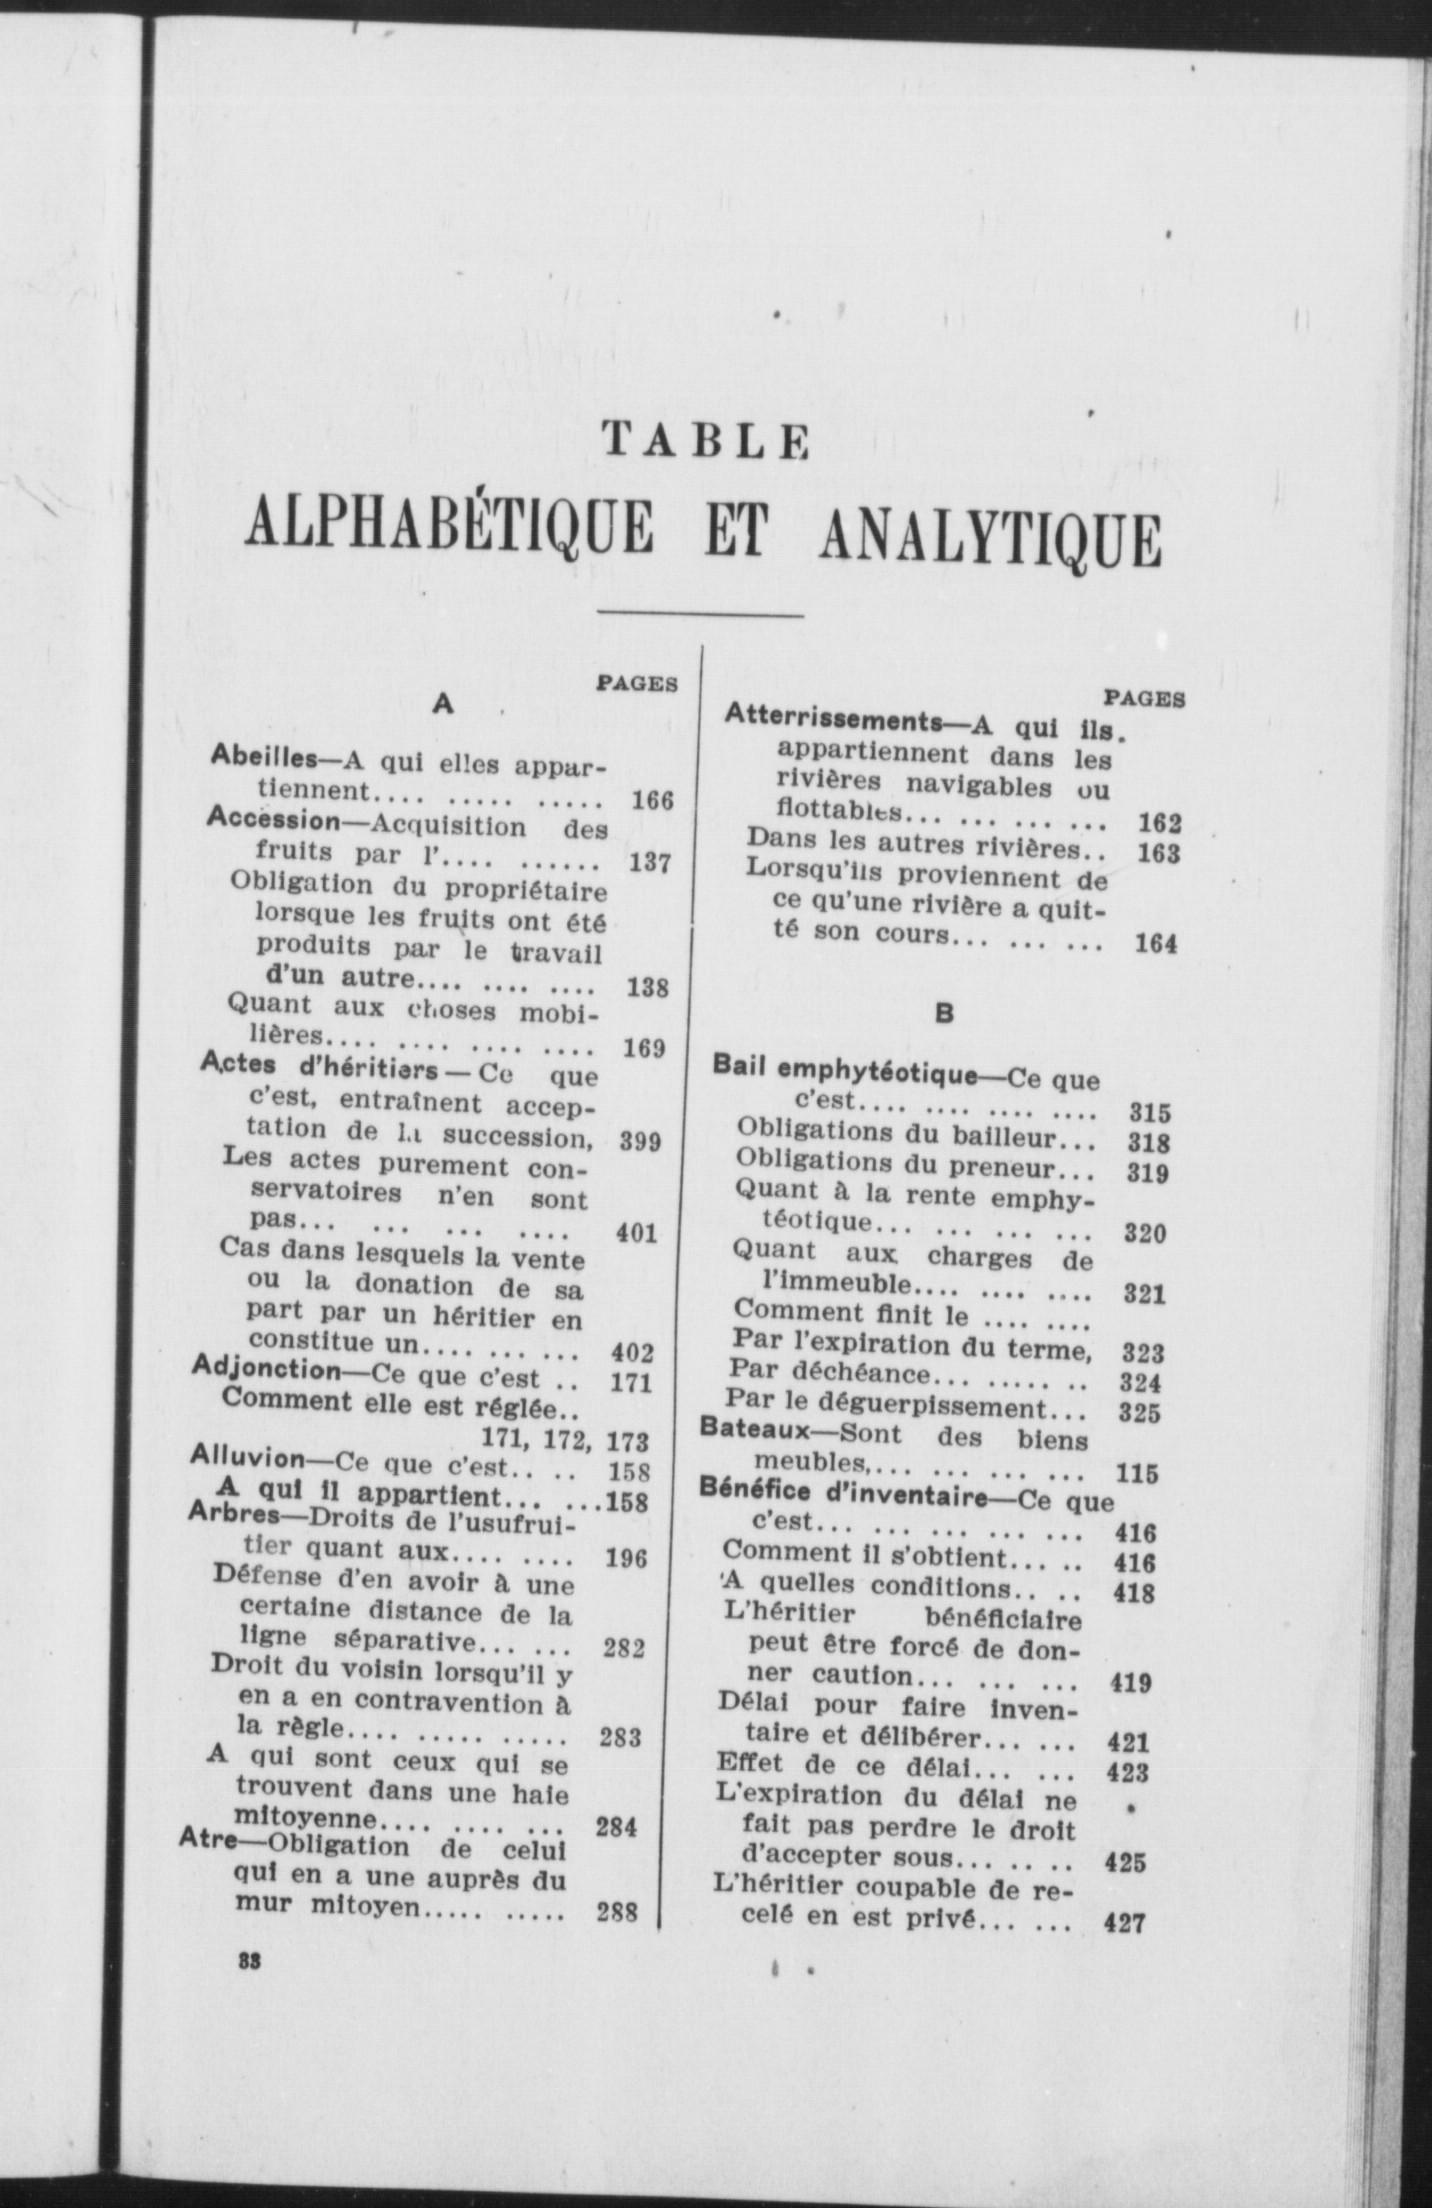 TABLE
ALPHABÉTIQUE ET ANALYTIQUE
PAGES
A
Abeilles—A qui elles appar-
tiennent.... ..... ..... 166
Accession—Acquisition des
fruits par l'.... ...... 137
Obligation du propriétaire
lorsque les fruits ont été
produits par le travail
d'un autre.... .... .... 138
Quant aux choses mobi-
lières.... .... .... .... 169
Actes d'héritiers—Ce que
c'est, entraînent accep-
tation de la succession, 399
Les actes purement con-
servatoires n'en sont
pas... ... ... .... 401
Cas dans lesquels la vente
ou la donation de sa
part par un héritier en
constitue un.... ... ... 402
Adjonction—Ce que c'est .. 171
Comment elle est réglée..
171, 172, 173
Alluvion—Ce que c'est.. .. 158
A qui il appartient... ...158
Arbres—Droits de l'usufrui-
tier quant aux.... .... 196
Défense d'en avoir à une
certaine distance de la
ligne séparative... ... 282
Droit du voisin lorsqu'il y
en a en contravention à
la règle.... ..... ..... 283
A qui sont ceux qui se
trouvent dans une haie
mitoyenne.... .... ... 284
Atre—Obligation de celui
qui en a une auprès du
mur mitoyen..... ..... 288
33
PAGES
Atterrissements—A qui ils.
appartiennent dans les
rivières navigables ou
flottables... ... ... ... 162
Dans les autres rivières.. 163
Lorsqu'ils proviennent de
ce qu'une rivière a quit-
té son cours... ... ... 164
B
Bail emphytéotique—Ce que
c'est.... .... .... .... 315
Obligations du bailleur... 318
Obligations du preneur... 319
Quant à la rente emphy-
téotique... ... ... ... 320
Quant aux charges de
l'immeuble.... .... .... 321
Comment finit le .... ....
Par l'expiration du terme, 323
Par déchéance... ..... .. 324
Par le déguerpissement... 325
Bateaux—Sont des biens
meubles,... ... ... ... 115
Bénéfice d'inventaire—Ce que
c'est... ... ... ... ... 416
Comment il s'obtient... .. 416
A quelles conditions.. .. 418
L'héritier bénéficiaire
peut être forcé de don-
ner caution... ... ... 419
Délai pour faire inven-
taire et délibérer... ... 421
Effet de ce délai... ... 423
L'expiration du délai ne
fait pas perdre le droit
d'accepter sous... .. .. 425
L'héritier coupable de re-
celé en est privé... ... 427